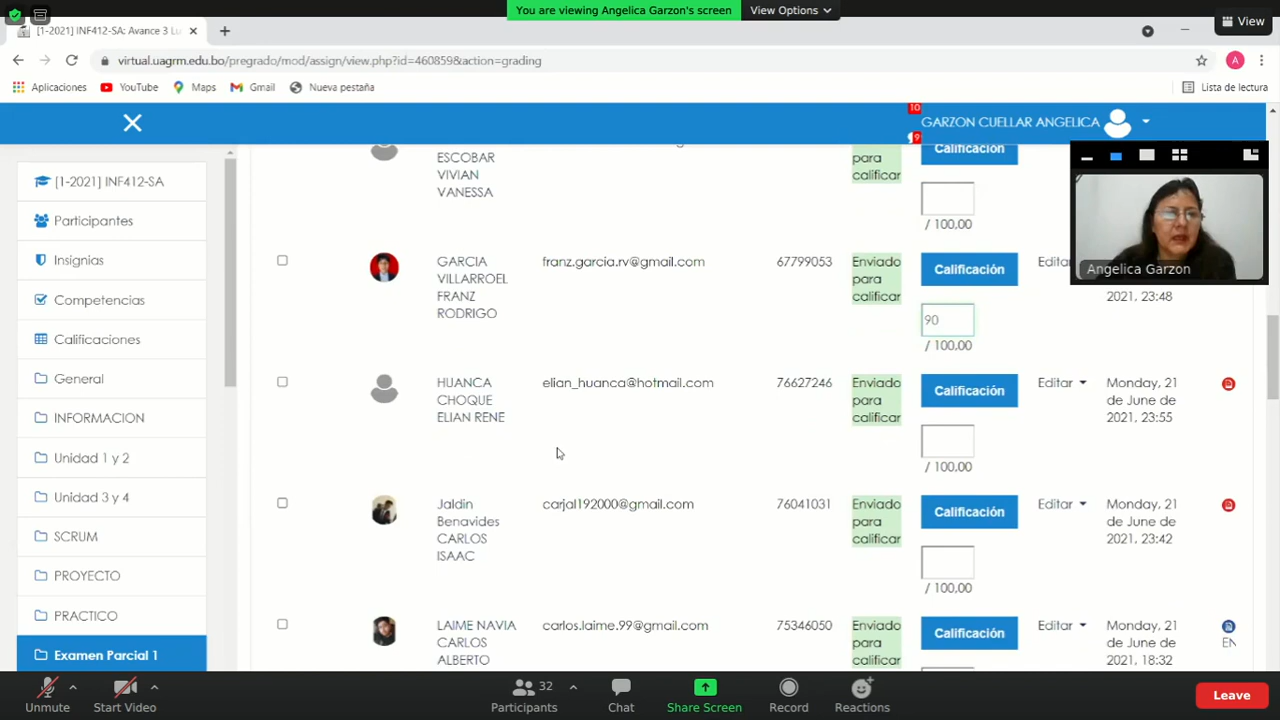 You are viewing Angelica Garzon's screen
View Options
View
[1-2021] INF412-SA: Avance 3 Lu
virtual.uagrm.edu.bo/pregrado/mod/assign/view.php?id=460859&action=grading
A
Aplicaciones
YouTube
Maps
Gmail
Nueva pestaña
Lista de lectura
10
9
GARZON CUELLAR ANGELICA
[1-2021] INF412-SA
Participantes
Insignias
Competencias
Calificaciones
General
INFORMACION
Unidad 1 y 2
Unidad 3 y 4
SCRUM
PROYECTO
PRACTICO
Examen Parcial 1
ESCOBAR
VIVIAN
VANESSA
para
calificar
Calificación
/ 100,00
GARCIA
VILLARROEL
FRANZ
RODRIGO
franz.garcia.rv@gmail.com
67799053
Enviado
para
calificar
Calificación
90
/ 100,00
Editar
2021, 23:48
HUANCA
CHOQUE
ELIAN RENE
elian_huanca@hotmail.com
76627246
Enviado
para
calificar
Calificación
/ 100,00
Editar
Monday, 21
de June de
2021, 23:55
Jaldin
Benavides
CARLOS
ISAAC
carjal192000@gmail.com
76041031
Enviado
para
calificar
Calificación
/ 100,00
Editar
Monday, 21
de June de
2021, 23:42
LAIME NAVIA
CARLOS
ALBERTO
carlos.laime.99@gmail.com
75346050
Enviado
para
calificar
Calificación
Editar
Monday, 21
de June de
2021, 18:32
EN
Angelica Garzon
Unmute
Start Video
32
Participants
Chat
Share Screen
Record
Reactions
Leave